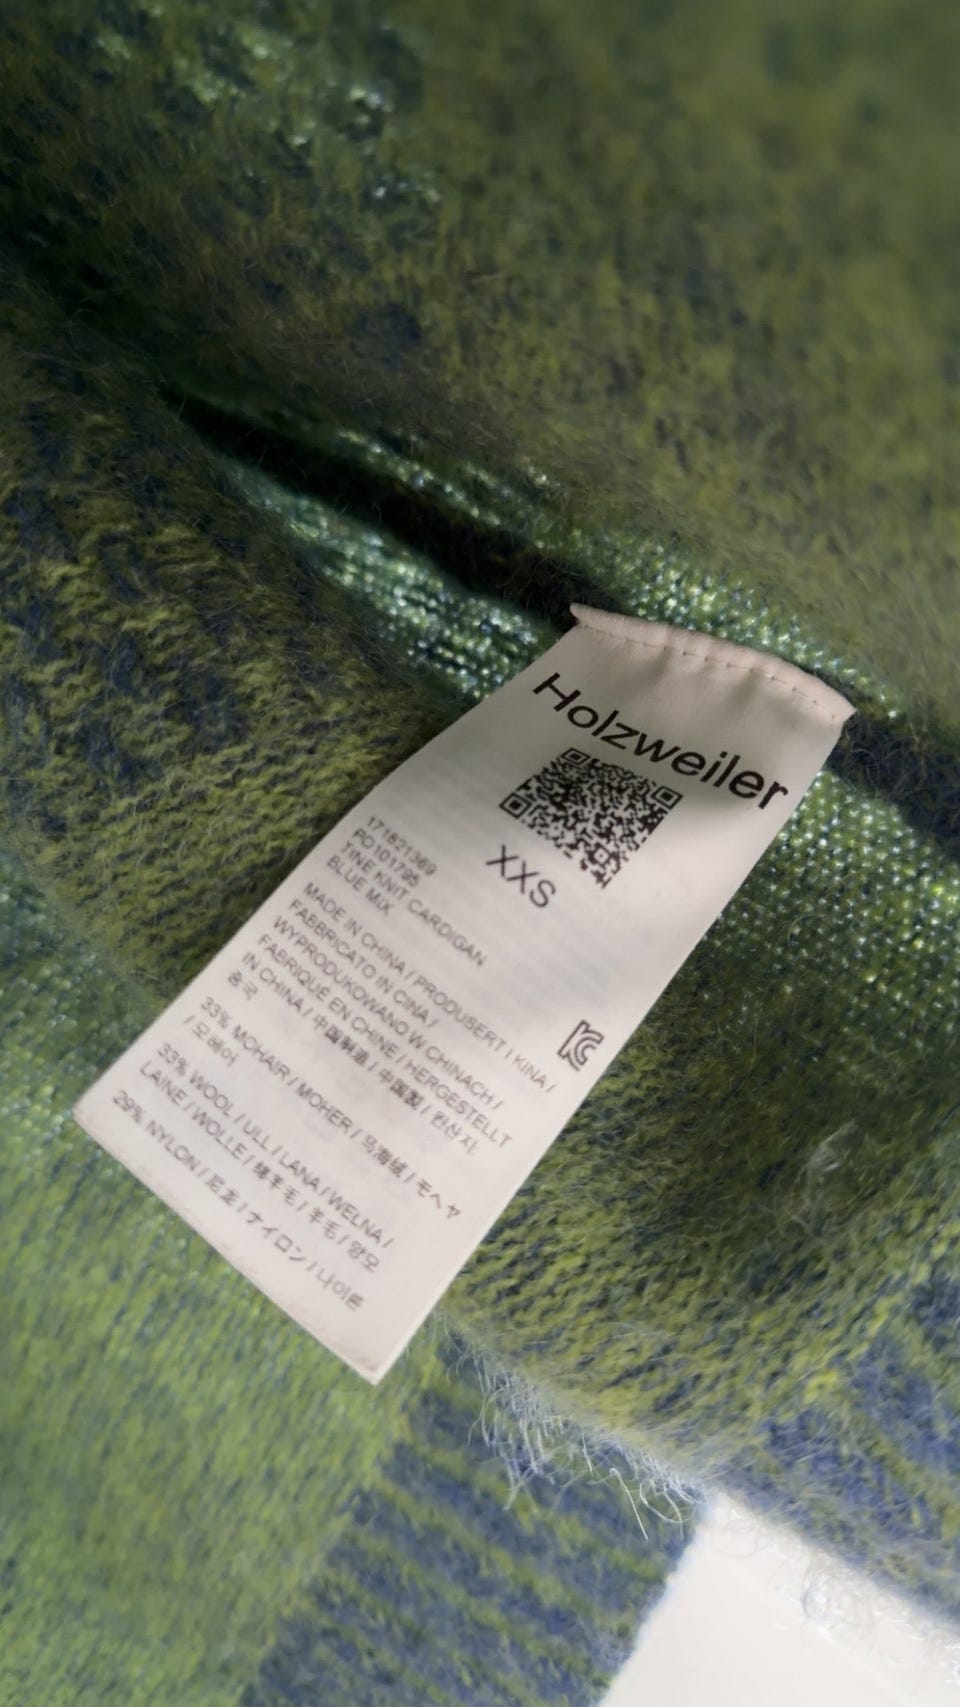 Holzweiler
XXS
171821369
PO101795
TINE KNIT CARDIGAN
BLUE MIX
MADE IN CHINA / PRODUSERT I KINA /
FABBRICATO IN CINA /
WYPRODUKOWANO W CHINACH /
FABRIQUÉ EN CHINE / HERGESTELLT
IN CHINA / 中国制造 / 中国製 / 원산지:
중국
33% MOHAIR / MOHER / 马海绒 / モヘヤ
/ 모헤어
33% WOOL / ULL / LANA / WEŁNA /
LAINE / WOLLE / 绵羊毛 / 羊毛 / 양모
29% NYLON / 尼龙 / ナイロン / 나이론